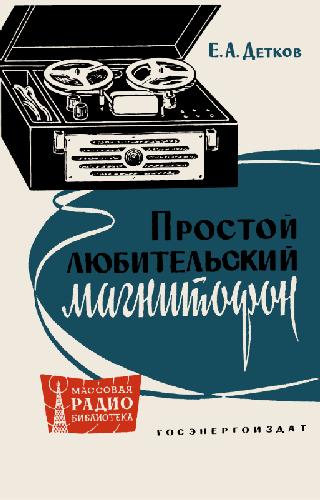 Е.А. Детков
Простой
любительский
магнитофон
МАССОВАЯ
РАДИО
БИБЛИОТЕКА
ГОСЭНЕРГОИЗДАТ